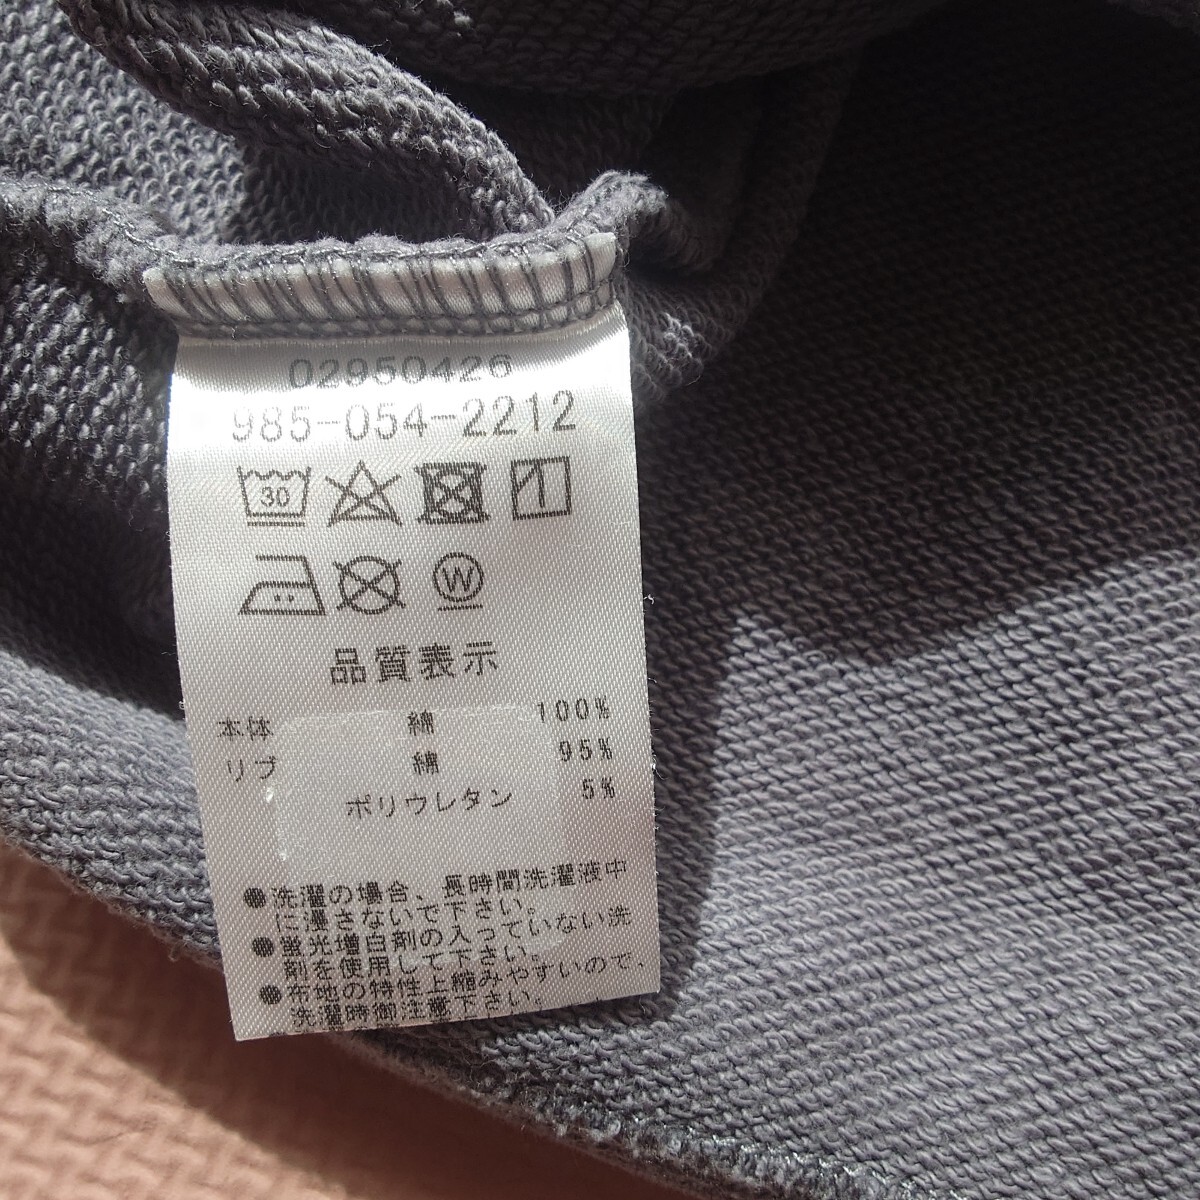 02950426
985-054-2212
30
W
品質表示
本体 綿 100%
リブ 綿 95%
ポリウレタン 5%
●洗濯の場合、長時間洗濯液中
に浸さないで下さい。
●蛍光増白剤の入っていない洗
剤を使用して下さい。
●布地の特性上縮みやすいので、
洗濯時御注意下さい。